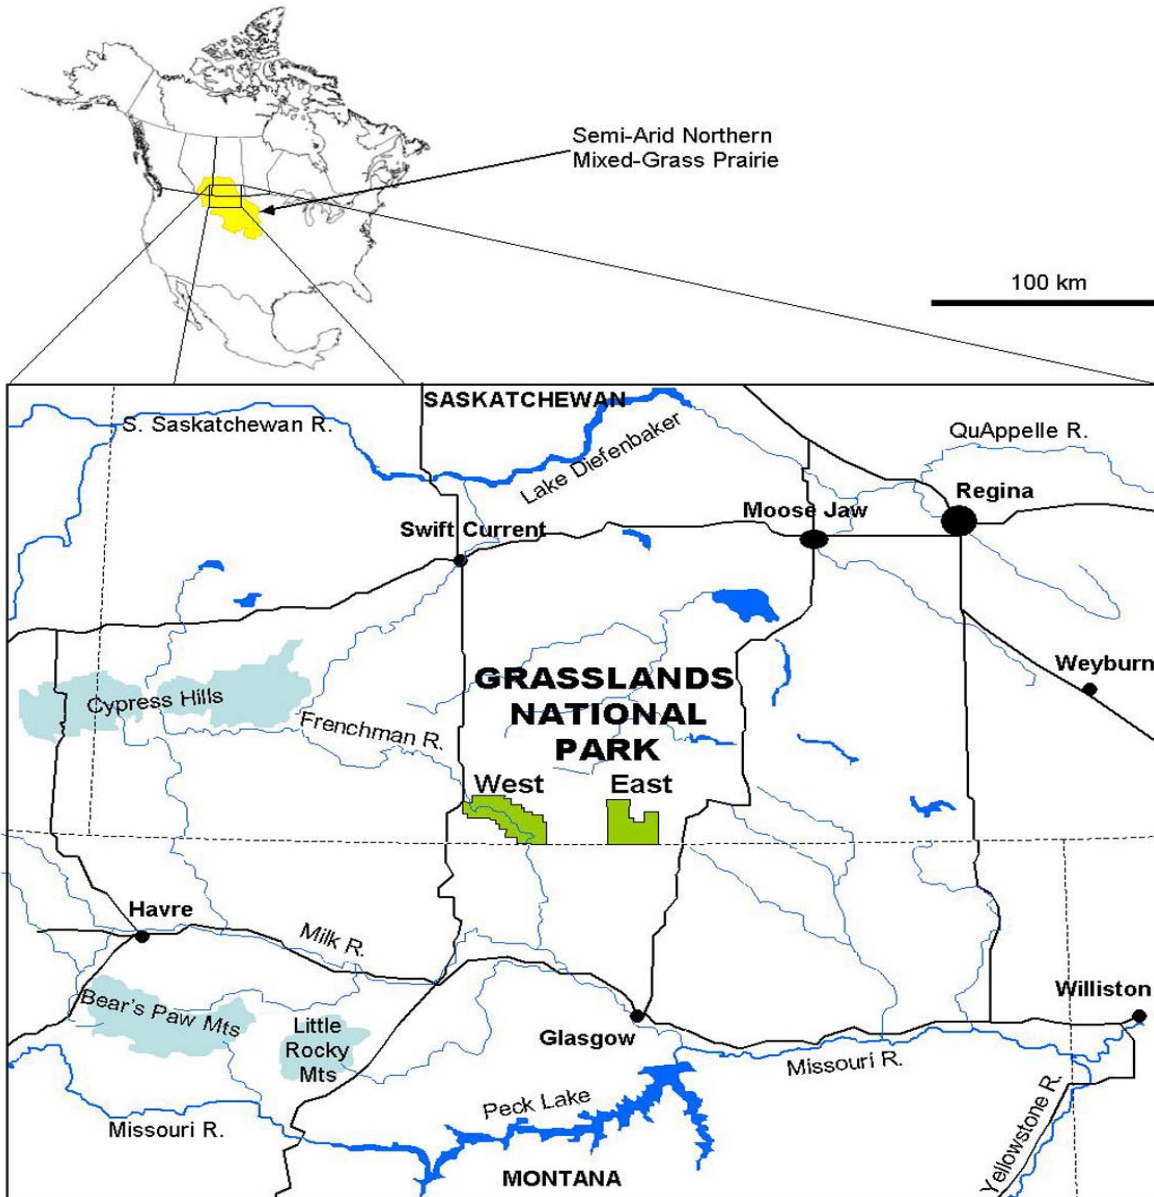 Semi-Arid Northern
Mixed-Grass Prairie
100 km
SASKATCHEWAN
S. Saskatchewan R.
Lake Diefenbaker
QuAppelle R.
Regina
Moose Jaw
Swift Current
Weyburn
GRASSLANDS
NATIONAL
PARK
Cypress Hills
Frenchman R.
West
East
Havre
Milk R.
Bear's Paw Mts
Little
Rocky
Mts
Glasgow
Williston
Missouri R.
Peck Lake
Missouri R.
Yellowstone R.
MONTANA